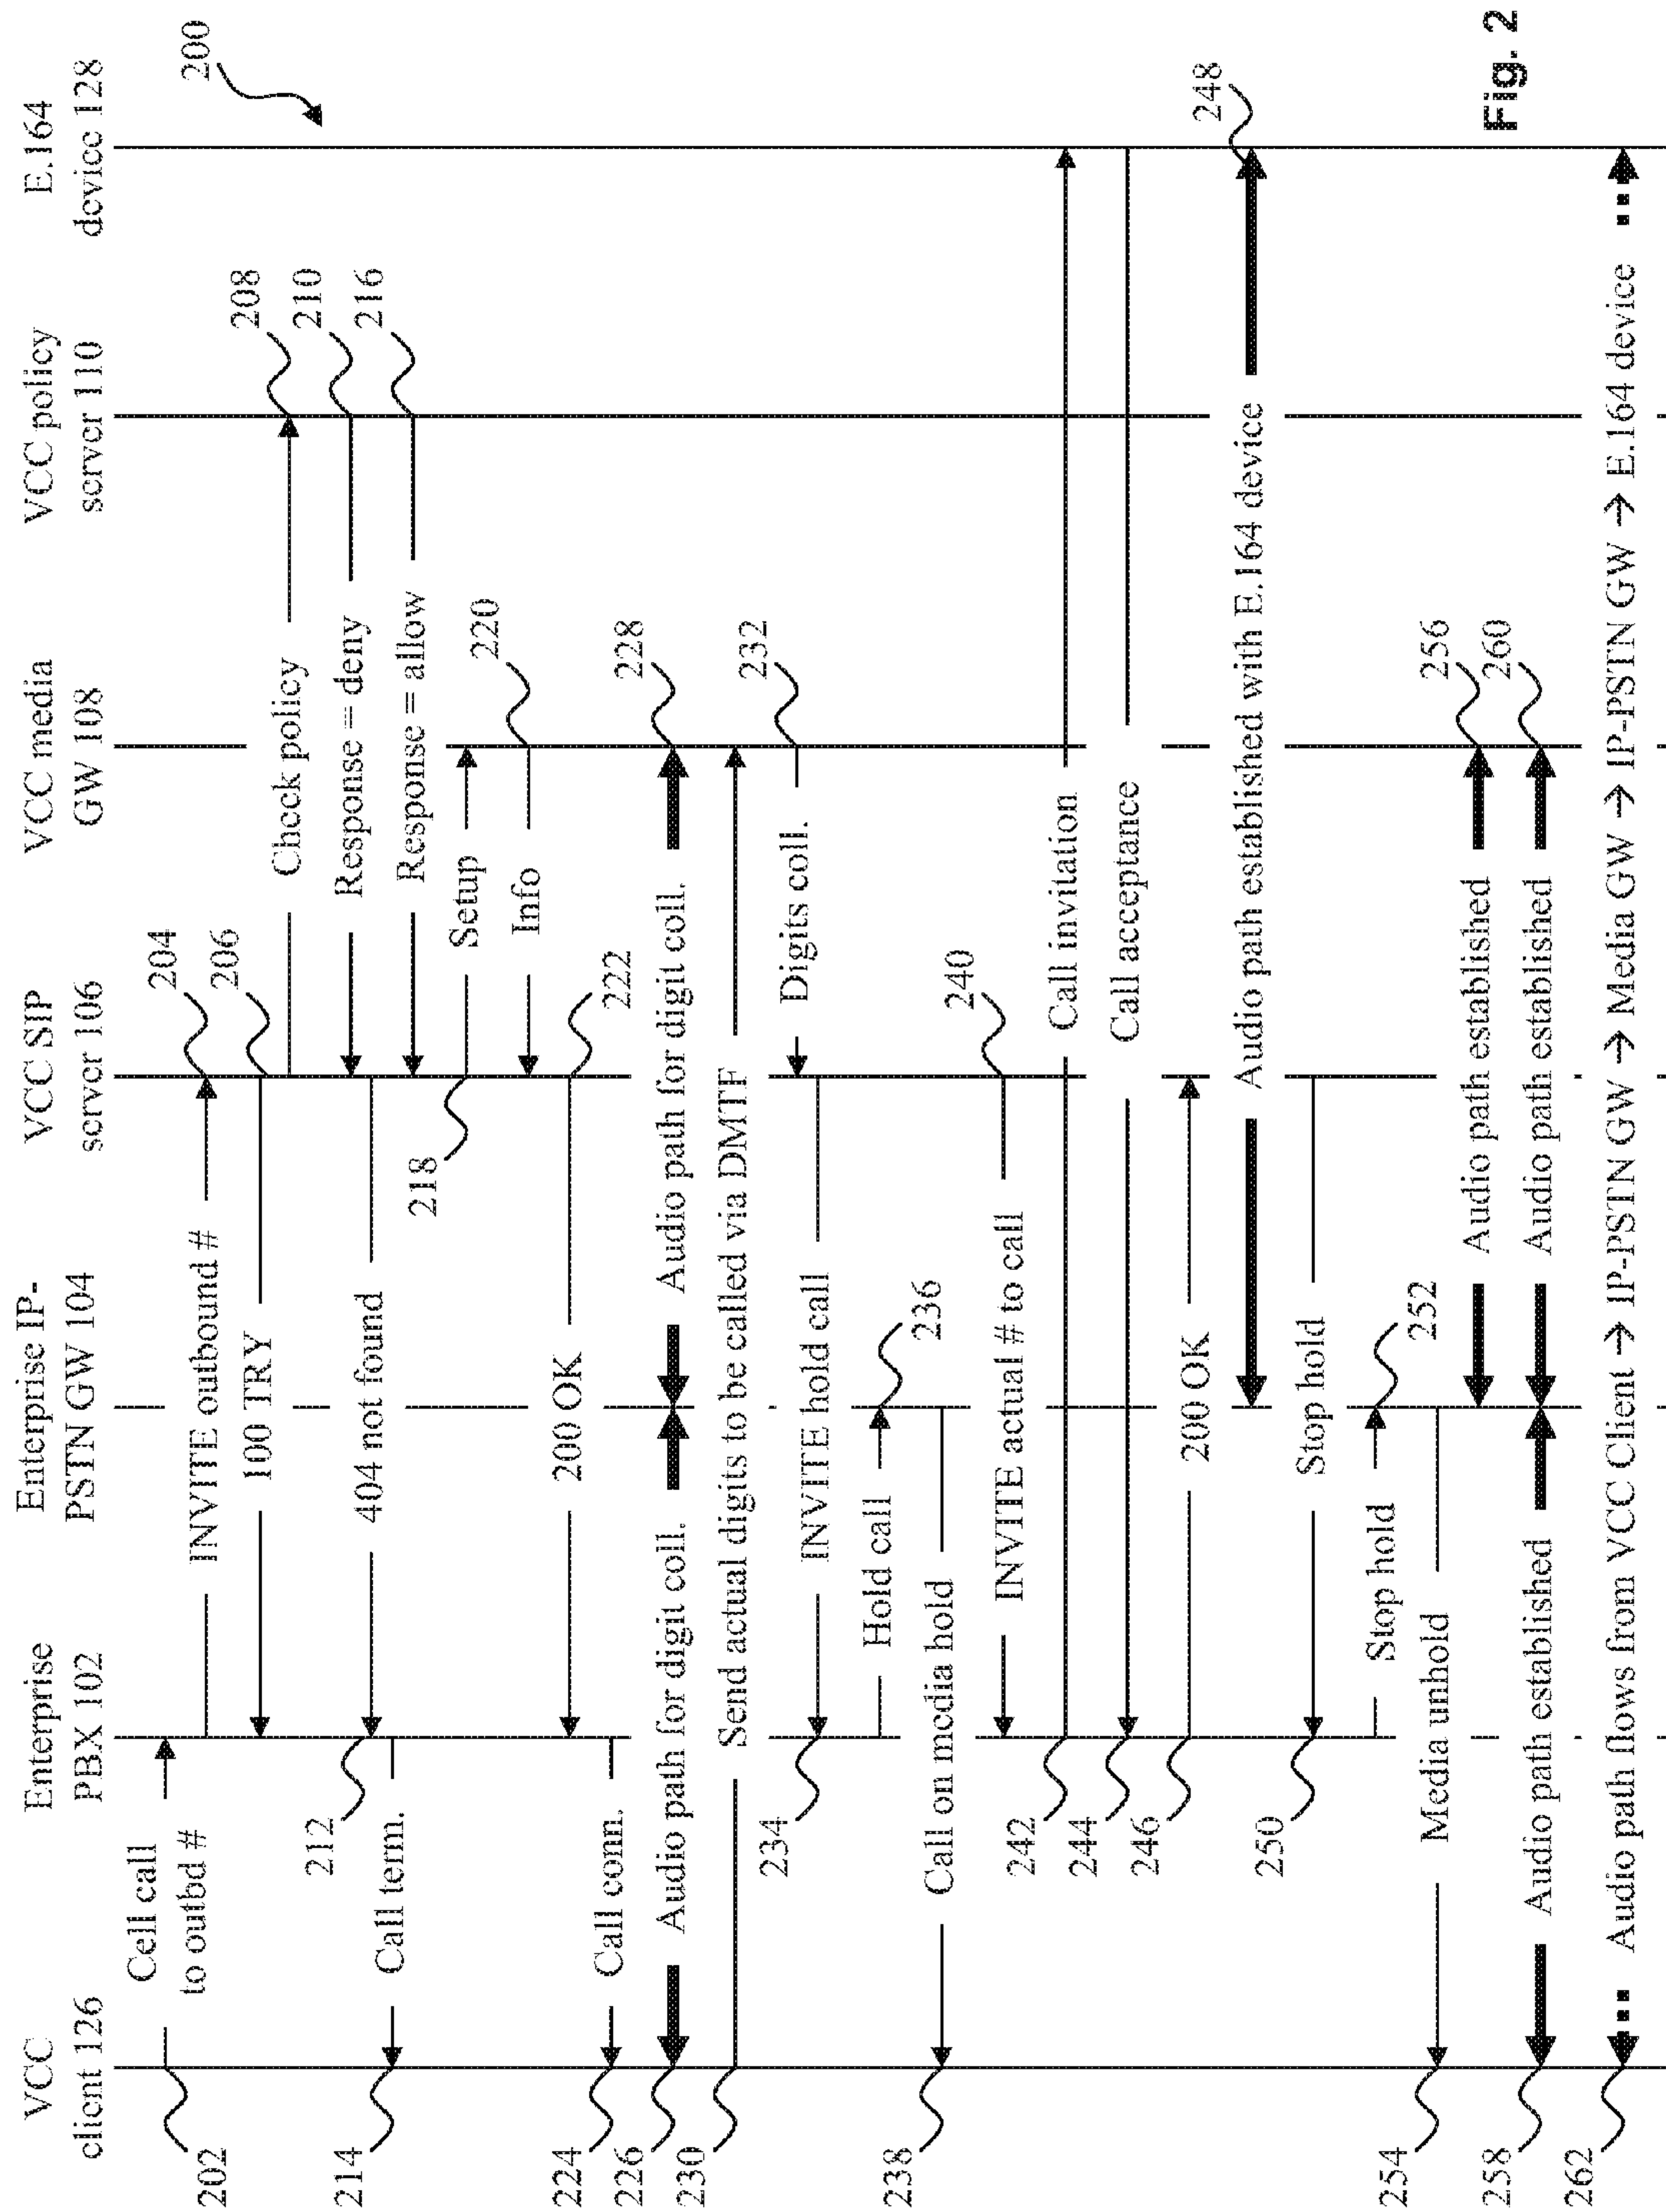 VCC
client 126
Enterprise
PBX 102
Enterprise IP-
PSTN GW 104
VCC SIP
server 106
VCC media
GW 108
VCC policy
server 110
E.164
device 128
200
202
Cell call
to outbd #
INVITE outbound #
204
100 TRY
206
Check policy
208
Response = deny
210
212
404 not found
214
Call term.
Response = allow
216
218
Setup
Info
220
200 OK
222
224
Call conn.
226
Audio path for digit coll.
Audio path for digit coll.
228
230
Send actual digits to be called via DMTF
Digits coll.
232
234
INVITE hold call
Hold call
236
238
Call on media hold
INVITE actual # to call
240
242
Call invitation
244
Call acceptance
246
200 OK
Audio path established with E.164 device
248
250
Stop hold
Stop hold
252
254
Media unhold
Audio path established
256
258
Audio path established
Audio path established
260
262
Audio path flows from VCC Client → IP-PSTN GW → Media GW → IP-PSTN GW → E.164 device
Fig. 2